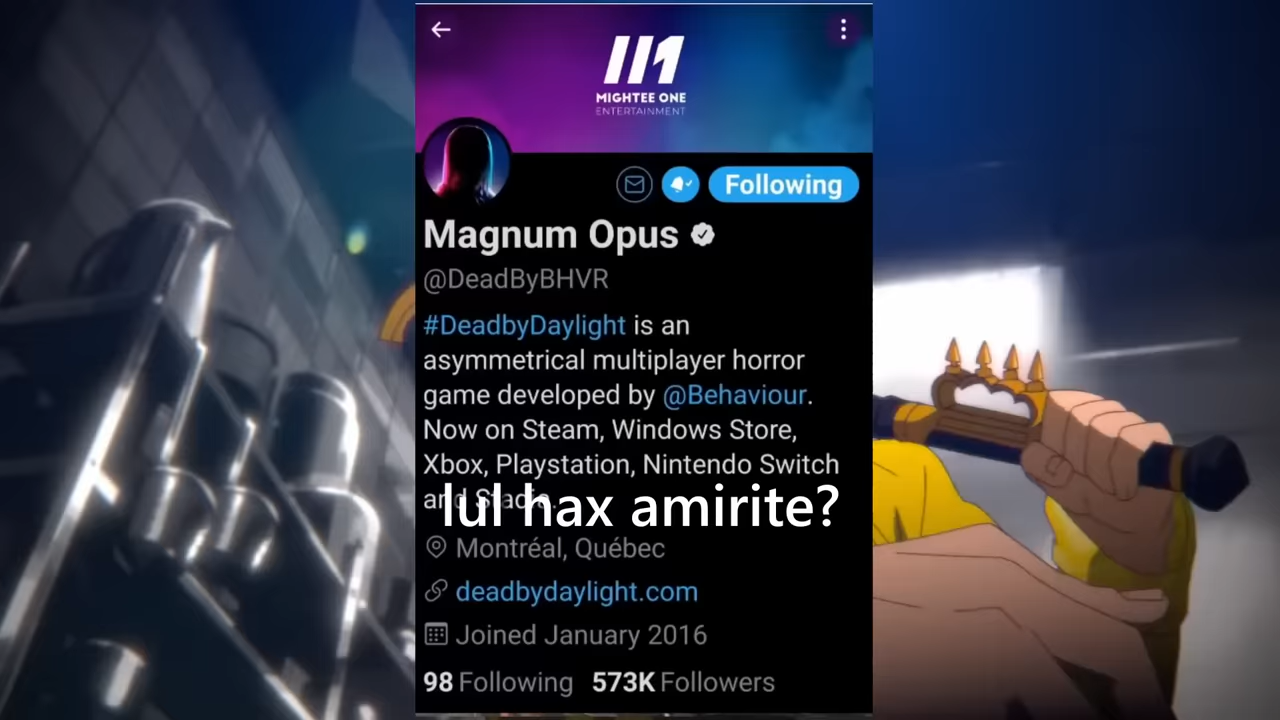 MIGHTEE ONE
ENTERTAINMENT
Following
Magnum Opus
@DeadByBHVR
#DeadbyDaylight is an
asymmetrical multiplayer horror
game developed by @Behaviour.
Now on Steam, Windows Store,
Xbox, Playstation, Nintendo Switch
and Stadia.
lul hax amirite?
Montréal, Québec
deadbydaylight.com
Joined January 2016
98 Following 573K Followers